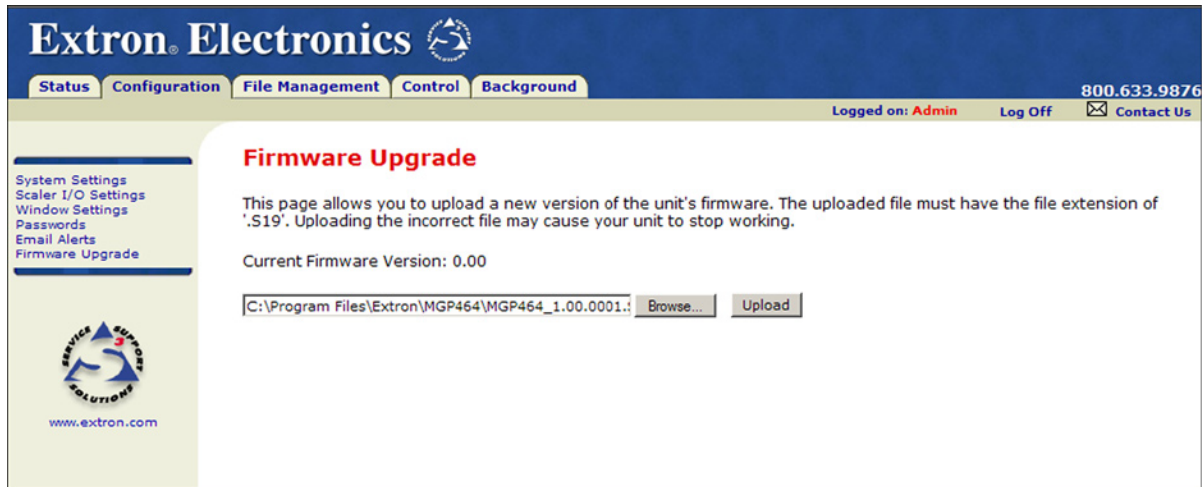 Extron® Electronics
Status Configuration File Management Control Background
800.633.9876
Logged on: Admin Log Off Contact Us
System Settings
Scaler I/O Settings
Window Settings
Passwords
Email Alerts
Firmware Upgrade
SERVICE SUPPORT SOLUTIONS
3
www.extron.com
Firmware Upgrade
This page allows you to upload a new version of the unit's firmware. The uploaded file must have the file extension of
'.S19'. Uploading the incorrect file may cause your unit to stop working.
Current Firmware Version: 0.00
C:\Program Files\Extron\MGP464\MGP464_1.00.0001. Browse... Upload